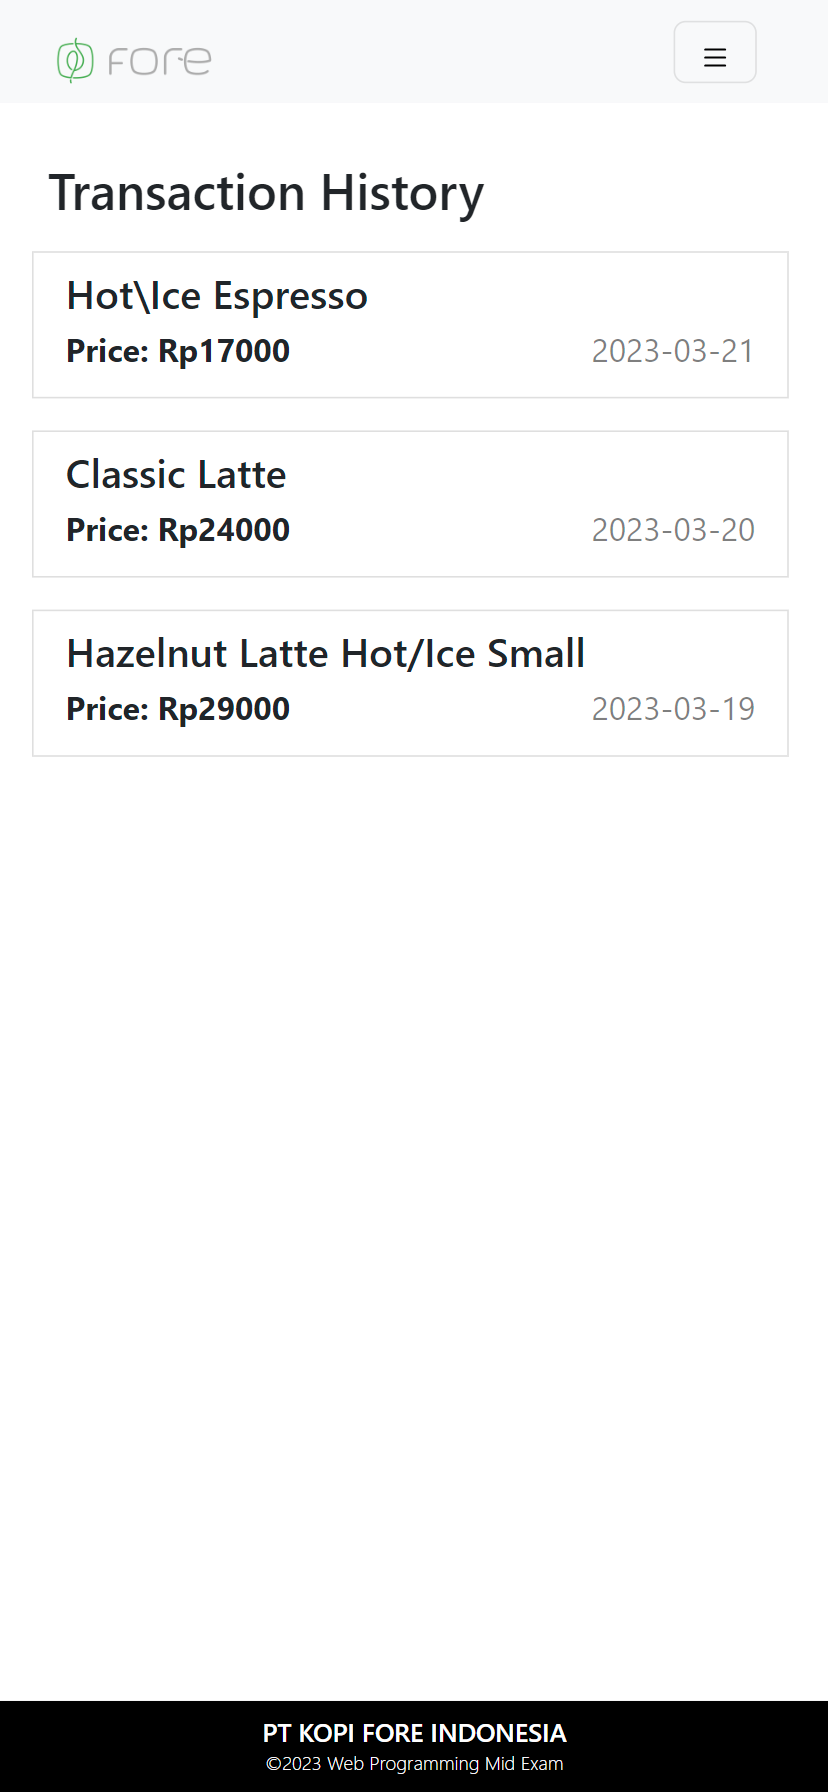 fore
Transaction History
Hot\Ice Espresso
Price: Rp17000 2023-03-21
Classic Latte
Price: Rp24000 2023-03-20
Hazelnut Latte Hot/Ice Small
Price: Rp29000 2023-03-19
PT KOPI FORE INDONESIA
©2023 Web Programming Mid Exam